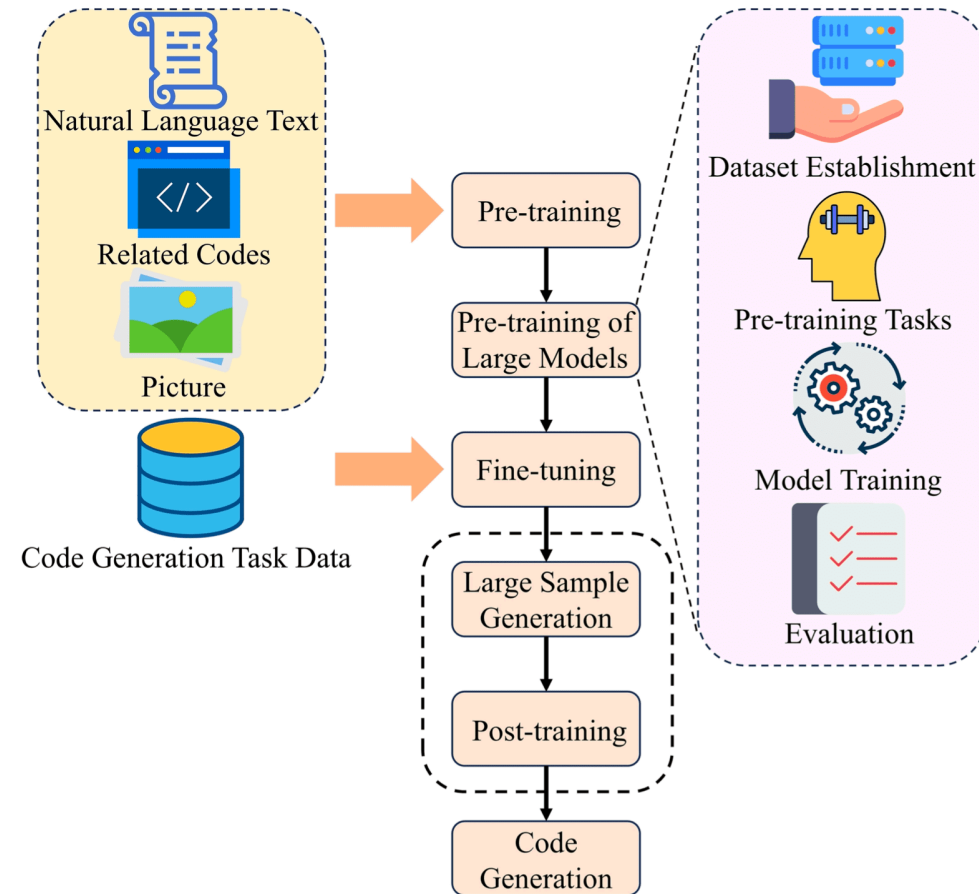 Natural Language Text
</>
Related Codes
Picture
Code Generation Task Data
Pre-training
Pre-training of
Large Models
Fine-tuning
Large Sample
Generation
Post-training
Code
Generation
Dataset Establishment
Pre-training Tasks
Model Training
Evaluation